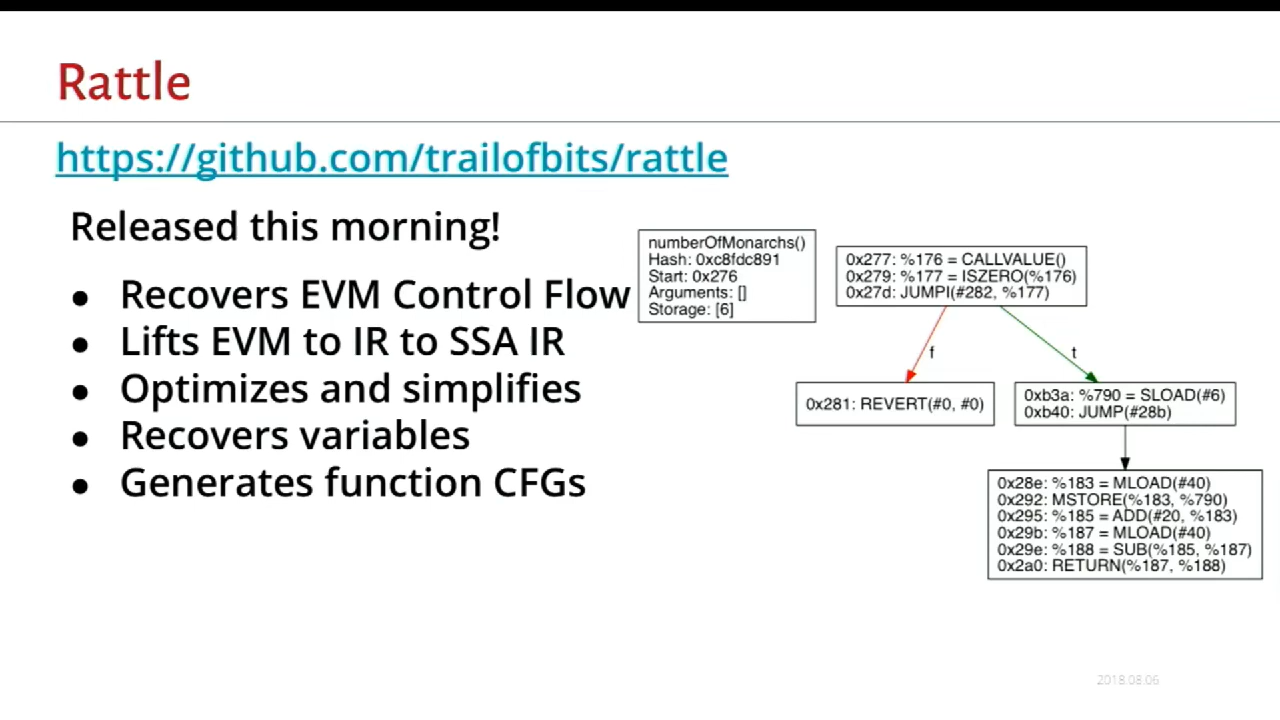 Rattle
https://github.com/trailofbits/rattle
Released this morning!
● Recovers EVM Control Flow
● Lifts EVM to IR to SSA IR
● Optimizes and simplifies
● Recovers variables
● Generates function CFGs
numberOfMonarchs()
Hash: 0xc8fdc891
Start: 0x276
Arguments: []
Storage: [6]
0x277: %176 = CALLVALUE()
0x279: %177 = ISZERO(%176)
0x27d: JUMPI(#282, %177)
f
t
0x281: REVERT(#0, #0)
0xb3a: %790 = SLOAD(#6)
0xb40: JUMP(#28b)
0x28e: %183 = MLOAD(#40)
0x292: MSTORE(%183, %790)
0x295: %185 = ADD(#20, %183)
0x29b: %187 = MLOAD(#40)
0x29e: %188 = SUB(%185, %187)
0x2a0: RETURN(%187, %188)
2018.08.06